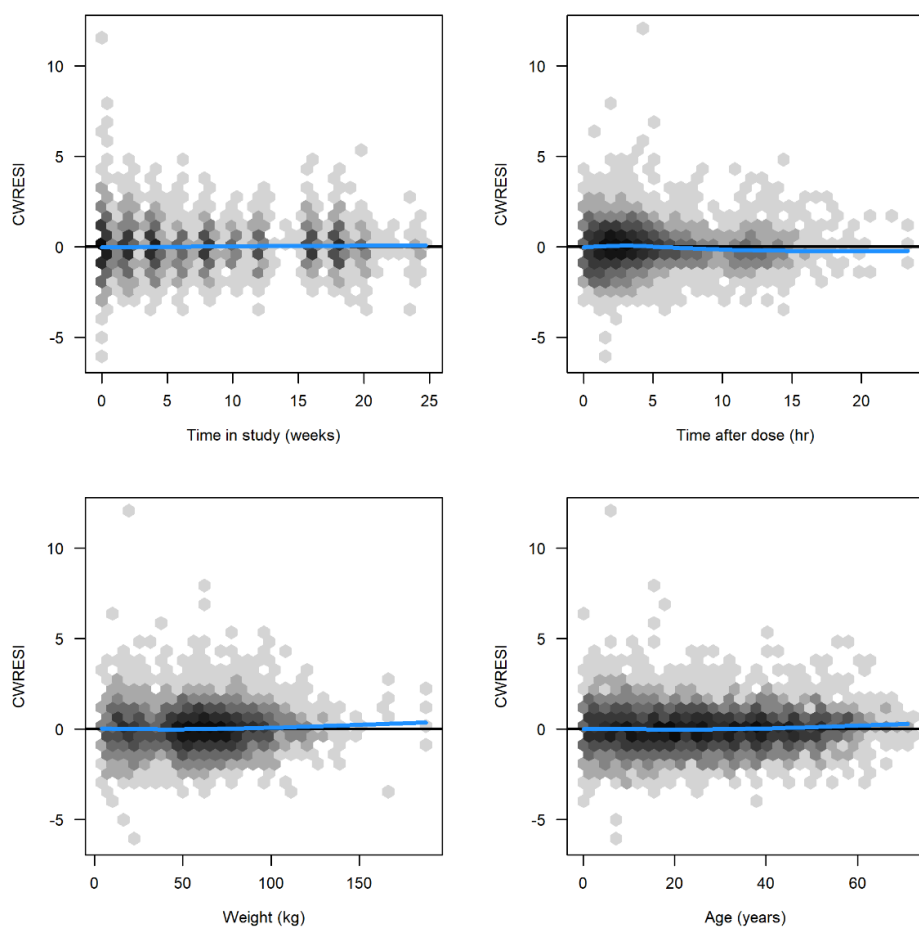 CWRESI
10
5
0
-5
0 5 10 15 20 25
Time in study (weeks)
CWRESI
10
5
0
-5
0 5 10 15 20
Time after dose (hr)
CWRESI
10
5
0
-5
0 50 100 150
Weight (kg)
CWRESI
10
5
0
-5
0 20 40 60
Age (years)